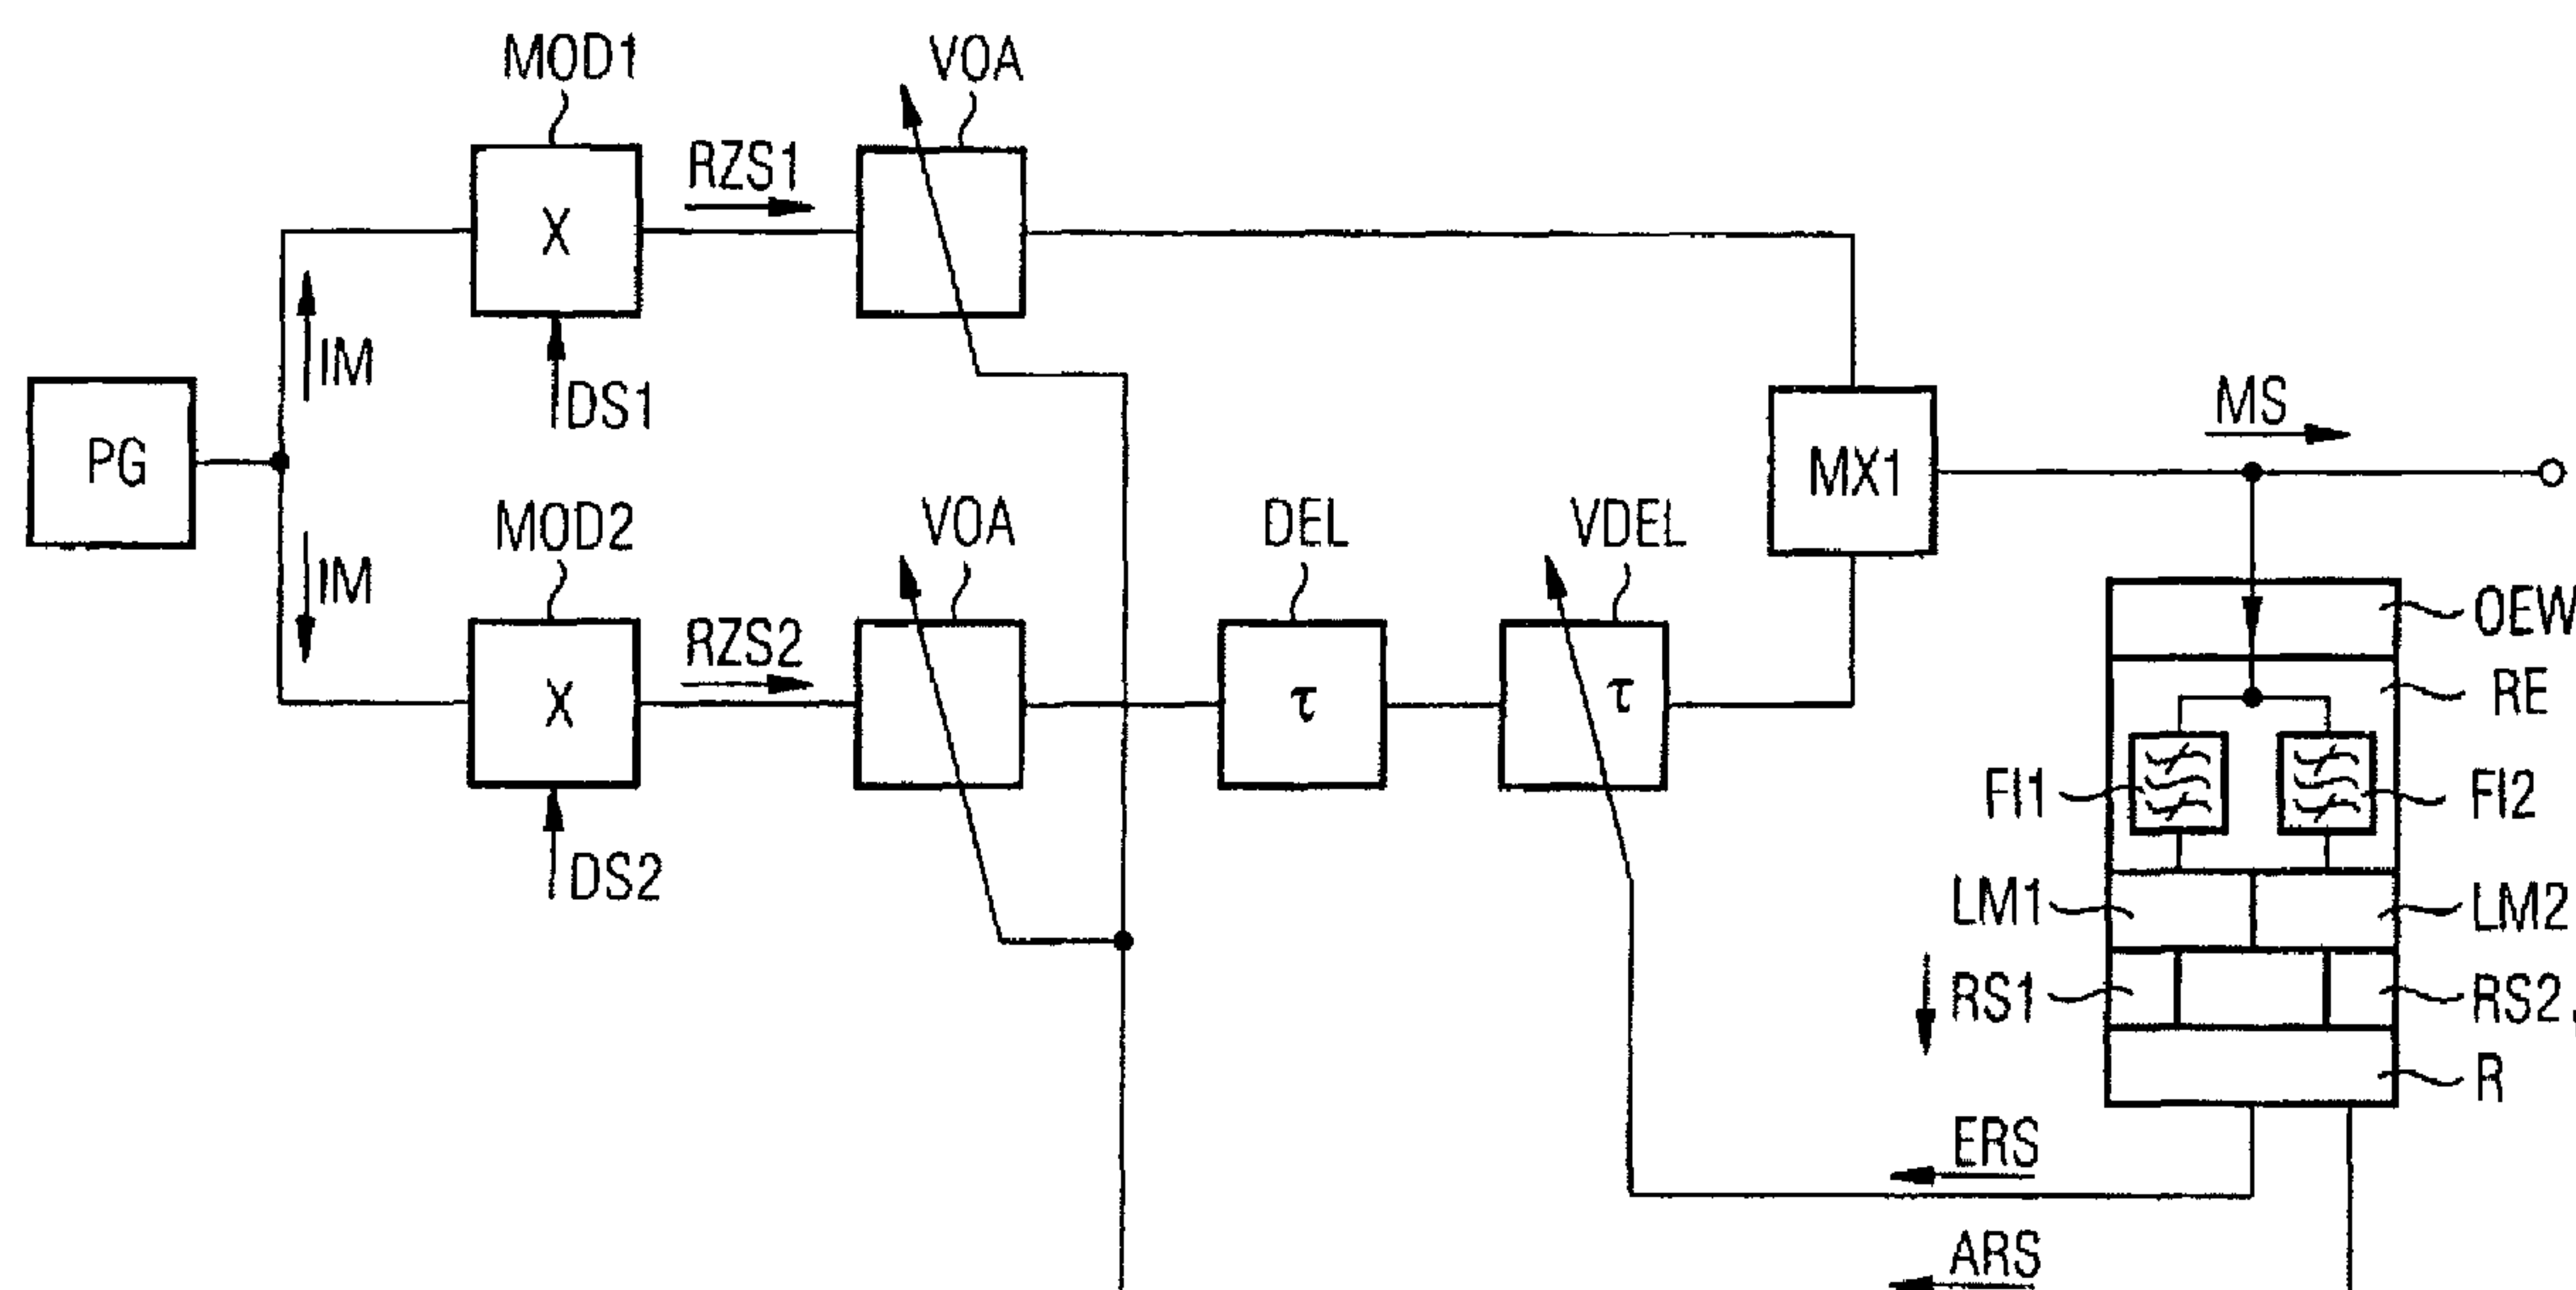 MOD1
VOA
RZS1
X
IM
DS1
PG
MS
MX1
MOD2
VOA
DEL
VDEL
IM
RZS2
X
τ
τ
OEW
RE
DS2
FI1
FI2
LM1
LM2
RS1
RS2
R
ERS
ARS